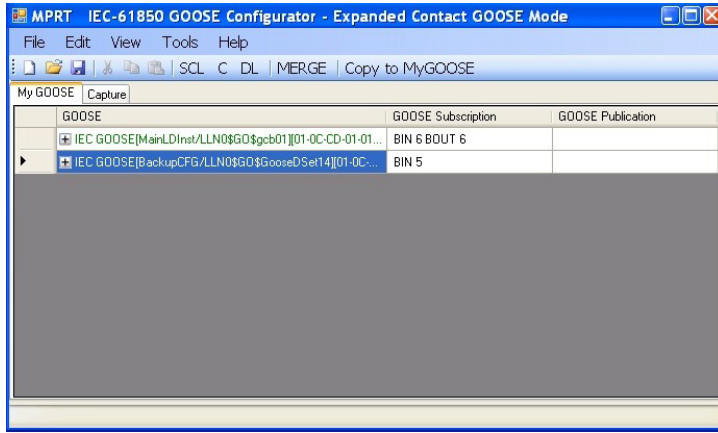 MPRT IEC-61850 GOOSE Configurator - Expanded Contact GOOSE Mode
File Edit View Tools Help
SCL C DL MERGE Copy to MyGOOSE
My GOOSE Capture
GOOSE GOOSE Subscription GOOSE Publication
IEC GOOSE[MainLDInst/LLN0$GO$gcb01][01-0C-CD-01-01... BIN 6 BOUT 6
IEC GOOSE[BackupCFG/LLN0$GO$GooseDSet14][01-0C-... BIN 5